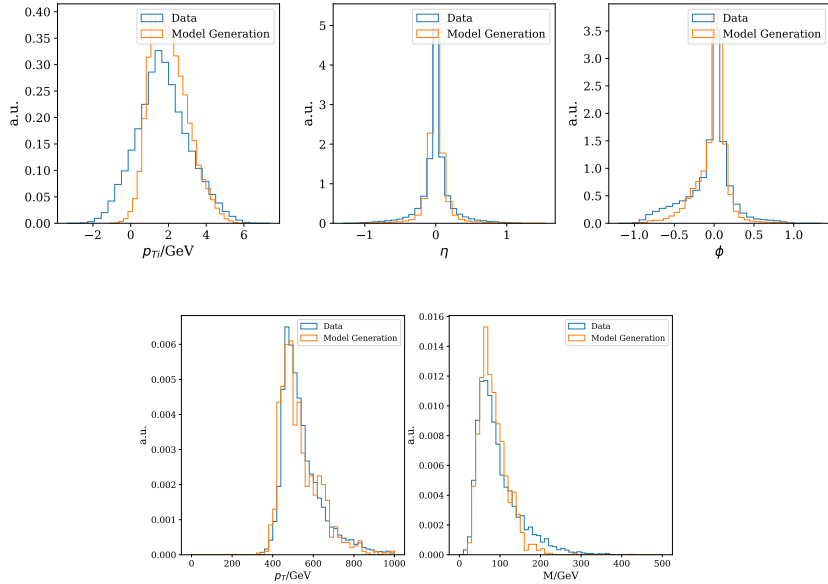 0.40
0.35
0.30
0.25
0.20
0.15
0.10
0.05
0.00
a.u.
Data
Model Generation
−2 0 2 4 6
pTi/GeV
5
4
3
2
1
0
a.u.
Data
Model Generation
−1 0 1
η
3.5
3.0
2.5
2.0
1.5
1.0
0.5
0.0
a.u.
Data
Model Generation
−1.0 −0.5 0.0 0.5 1.0
ϕ
0.006
0.005
0.004
0.003
0.002
0.001
0.000
a.u.
Data
Model Generation
0 200 400 600 800 1000
pT/GeV
0.016
0.014
0.012
0.010
0.008
0.006
0.004
0.002
0.000
a.u.
Data
Model Generation
0 100 200 300 400 500
M/GeV